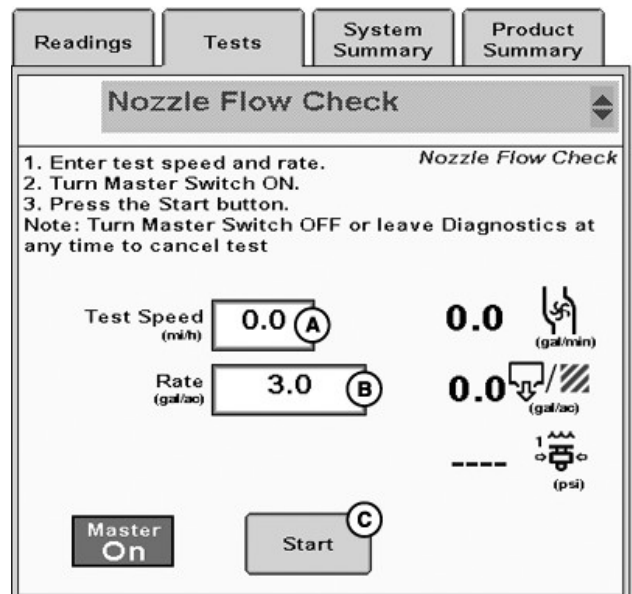 Readings
Tests
System
Summary
Product
Summary
Nozzle Flow Check
Nozzle Flow Check
1. Enter test speed and rate.
2. Turn Master Switch ON.
3. Press the Start button.
Note: Turn Master Switch OFF or leave Diagnostics at
any time to cancel test
Test Speed
(mi/h)
0.0
A
0.0
(gal/min)
Rate
(gal/ac)
3.0
B
0.0
/
(gal/ac)
----
1
(psi)
Master
On
Start
C